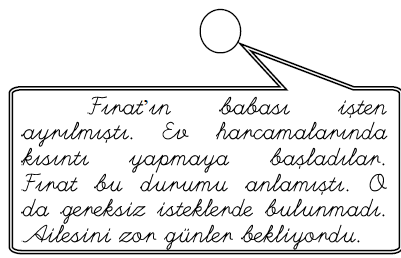 Fırat'ın babası işten
ayrılmıştı. Ev harcamalarında
kısıntı yapmaya başladılar.
Fırat bu durumu anlamıştı. O
da gereksiz isteklerde bulunmadı.
Ailesini zor günler bekliyordu.